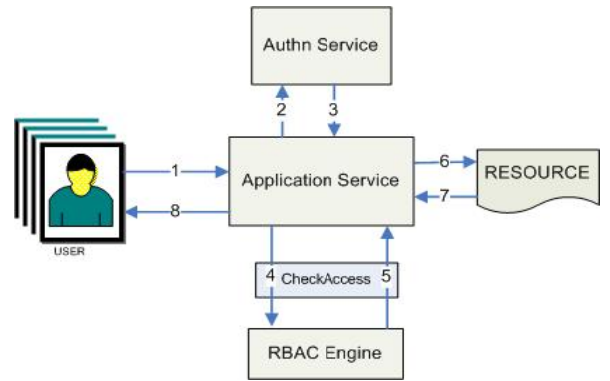 Authn Service
2
3
1
Application Service
6
RESOURCE
7
8
USER
4
CheckAccess
5
RBAC Engine